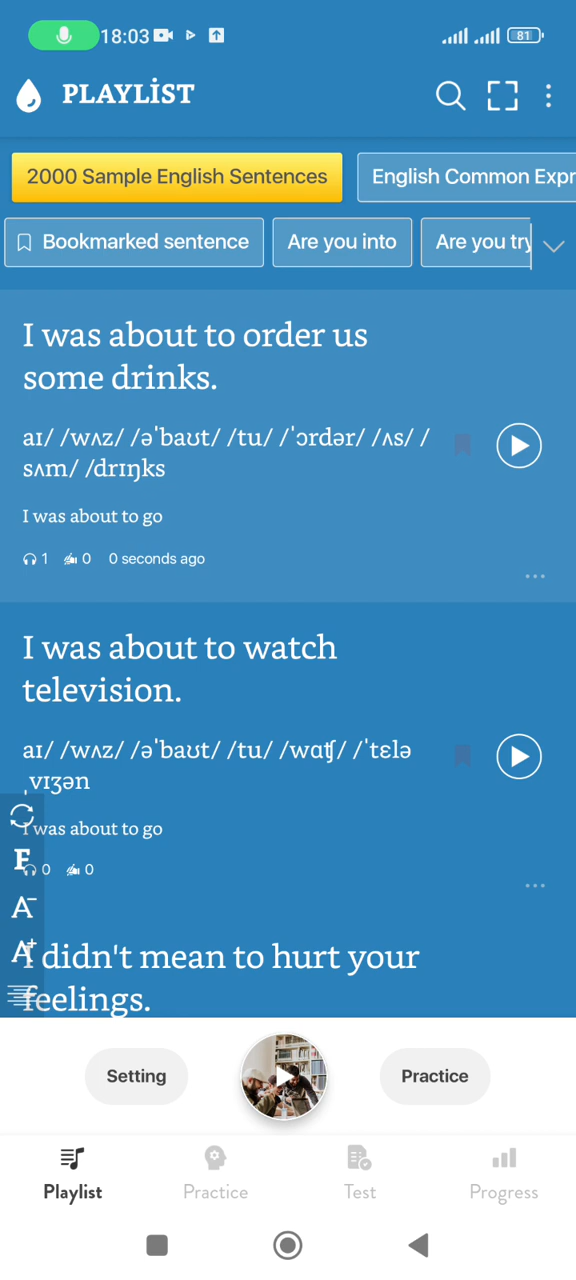 18:03
81
PLAYLİST
2000 Sample English Sentences
English Common Expr
Bookmarked sentence
Are you into
Are you try
I was about to order us
some drinks.
aɪ/ /wʌz/ /əˈbaʊt/ /tu/ /ˈɔrdər/ /ʌs/ /
sʌm/ /drɪŋks
I was about to go
1 0 0 seconds ago
I was about to watch
television.
aɪ/ /wʌz/ /əˈbaʊt/ /tu/ /wɑʧ/ /ˈtɛlə
ˌvɪʒən
I was about to go
E
0 0
A-
A+
I didn't mean to hurt your
feelings.
Setting
Practice
Playlist
Practice
Test
Progress